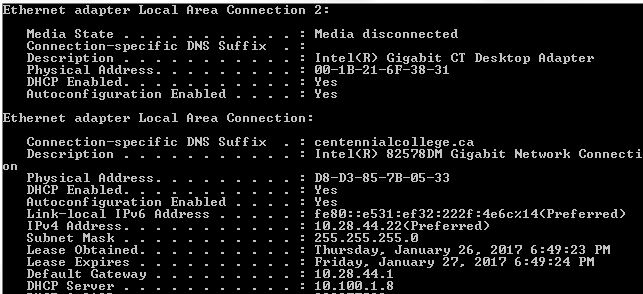 Ethernet adapter Local Area Connection 2:
Media State . . . . . . . . . . . : Media disconnected
Connection-specific DNS Suffix  . :
Description . . . . . . . . . . . : Intel(R) Gigabit CT Desktop Adapter
Physical Address. . . . . . . . . : 00-1B-21-6F-38-31
DHCP Enabled. . . . . . . . . . . : Yes
Autoconfiguration Enabled . . . . : Yes
Ethernet adapter Local Area Connection:
Connection-specific DNS Suffix  . : centennialcollege.ca
Description . . . . . . . . . . . : Intel(R) 82578DM Gigabit Network Connecti
on
Physical Address. . . . . . . . . : D8-D3-85-7B-05-33
DHCP Enabled. . . . . . . . . . . : Yes
Autoconfiguration Enabled . . . . : Yes
Link-local IPv6 Address . . . . . : fe80::e531:ef32:222f:4e6c%14(Preferred)
IPv4 Address. . . . . . . . . . . : 10.28.44.22(Preferred)
Subnet Mask . . . . . . . . . . . : 255.255.255.0
Lease Obtained. . . . . . . . . . : Thursday, January 26, 2017 6:49:23 PM
Lease Expires . . . . . . . . . . : Friday, January 27, 2017 6:49:24 PM
Default Gateway . . . . . . . . . : 10.28.44.1
DHCP Server . . . . . . . . . . . : 10.100.1.8